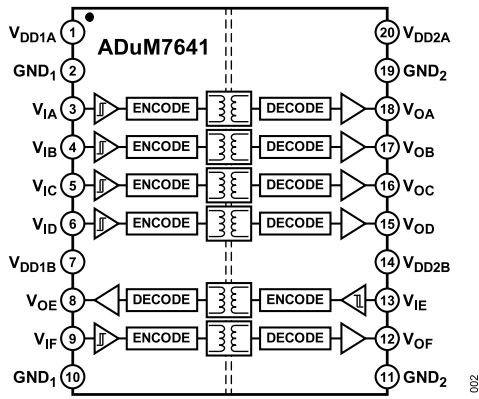 ADuM7641
VDD1A 1 20 VDD2A
GND1 2 19 GND2
VIA 3 ENCODE DECODE 18 VOA
VIB 4 ENCODE DECODE 17 VOB
VIC 5 ENCODE DECODE 16 VOC
VID 6 ENCODE DECODE 15 VOD
VDD1B 7 14 VDD2B
VOE 8 DECODE ENCODE 13 VIE
VIF 9 ENCODE DECODE 12 VOF
GND1 10 11 GND2
002